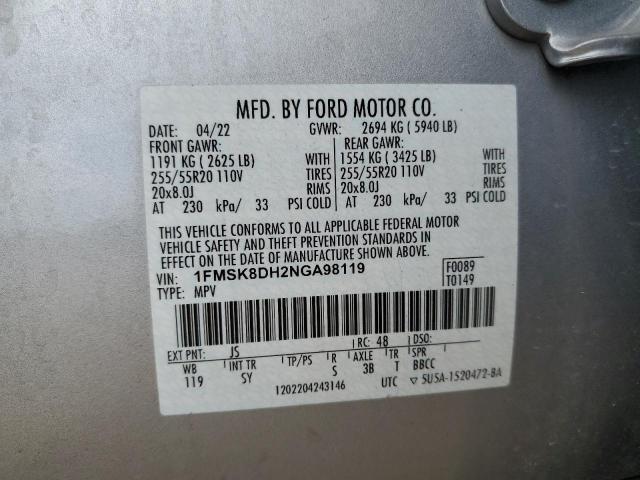 MFD. BY FORD MOTOR CO.
DATE: 04/22 GVWR: 2694 KG ( 5940 LB)
FRONT GAWR: REAR GAWR:
1191 KG ( 2625 LB) WITH 1554 KG ( 3425 LB) WITH
255/55R20 110V TIRES 255/55R20 110V TIRES
20x8.0J RIMS 20x8.0J RIMS
AT 230 kPa/ 33 PSI COLD AT 230 kPa/ 33 PSI COLD
THIS VEHICLE CONFORMS TO ALL APPLICABLE FEDERAL MOTOR
VEHICLE SAFETY AND THEFT PREVENTION STANDARDS IN
EFFECT ON THE DATE OF MANUFACTURE SHOWN ABOVE.
VIN: 1FMSK8DH2NGA98119 F0089
TYPE: MPV T0149
EXT PNT: JS RC: 48 DSO:
WB INT TR TP/PS R AXLE TR SPR
119 SY S 3B T BBCC
1202204243146 UTC ▽ 5U5A-1520472-BA